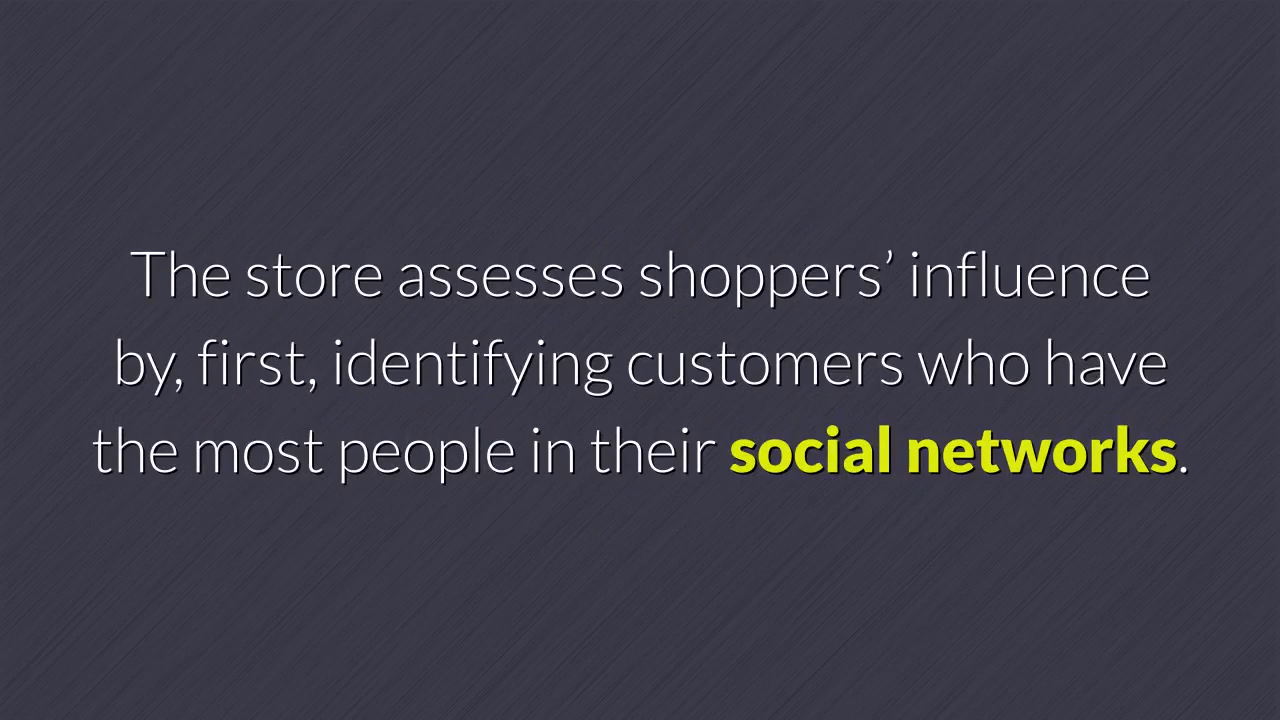 The store assesses shoppers’ influence
by, first, identifying customers who have
the most people in their social networks.